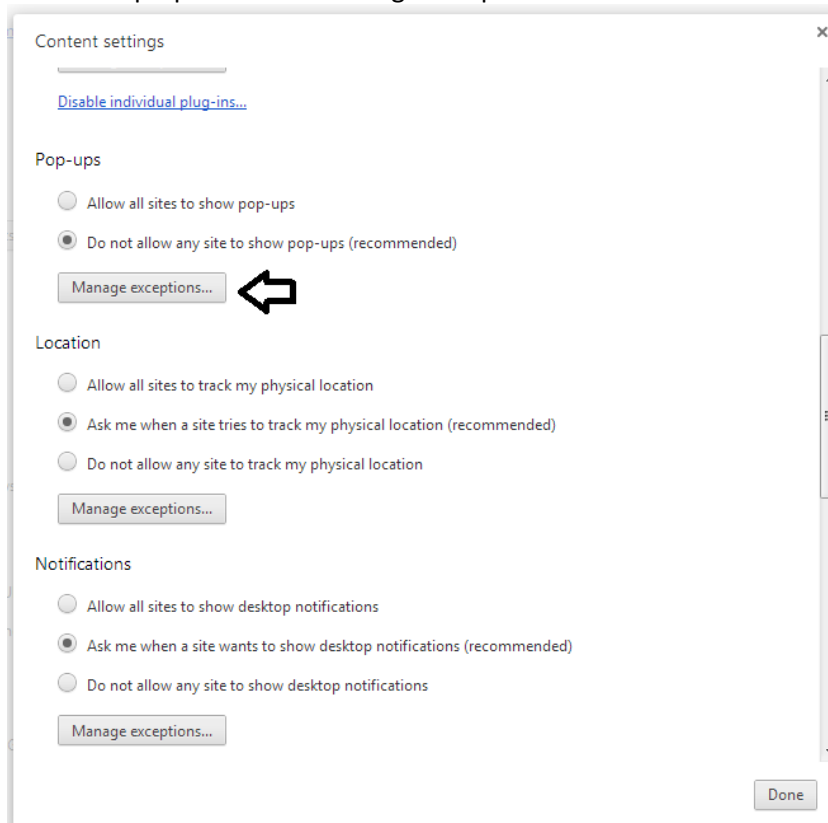 Content settings
Disable individual plug-ins...
Pop-ups
Allow all sites to show pop-ups
Do not allow any site to show pop-ups (recommended)
Manage exceptions...
Location
Allow all sites to track my physical location
Ask me when a site tries to track my physical location (recommended)
Do not allow any site to track my physical location
Manage exceptions...
Notifications
Allow all sites to show desktop notifications
Ask me when a site wants to show desktop notifications (recommended)
Do not allow any site to show desktop notifications
Manage exceptions...
Done